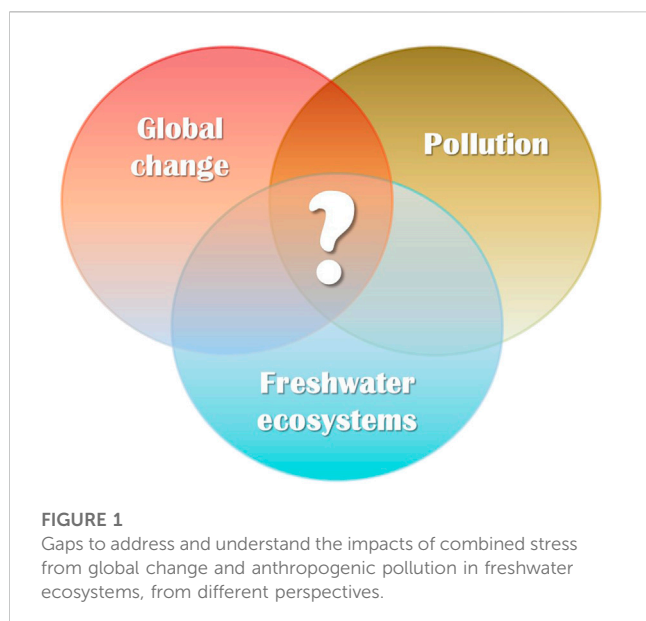 Global
change
Pollution
?
Freshwater
ecosystems
FIGURE 1
Gaps to address and understand the impacts of combined stress
from global change and anthropogenic pollution in freshwater
ecosystems, from different perspectives.